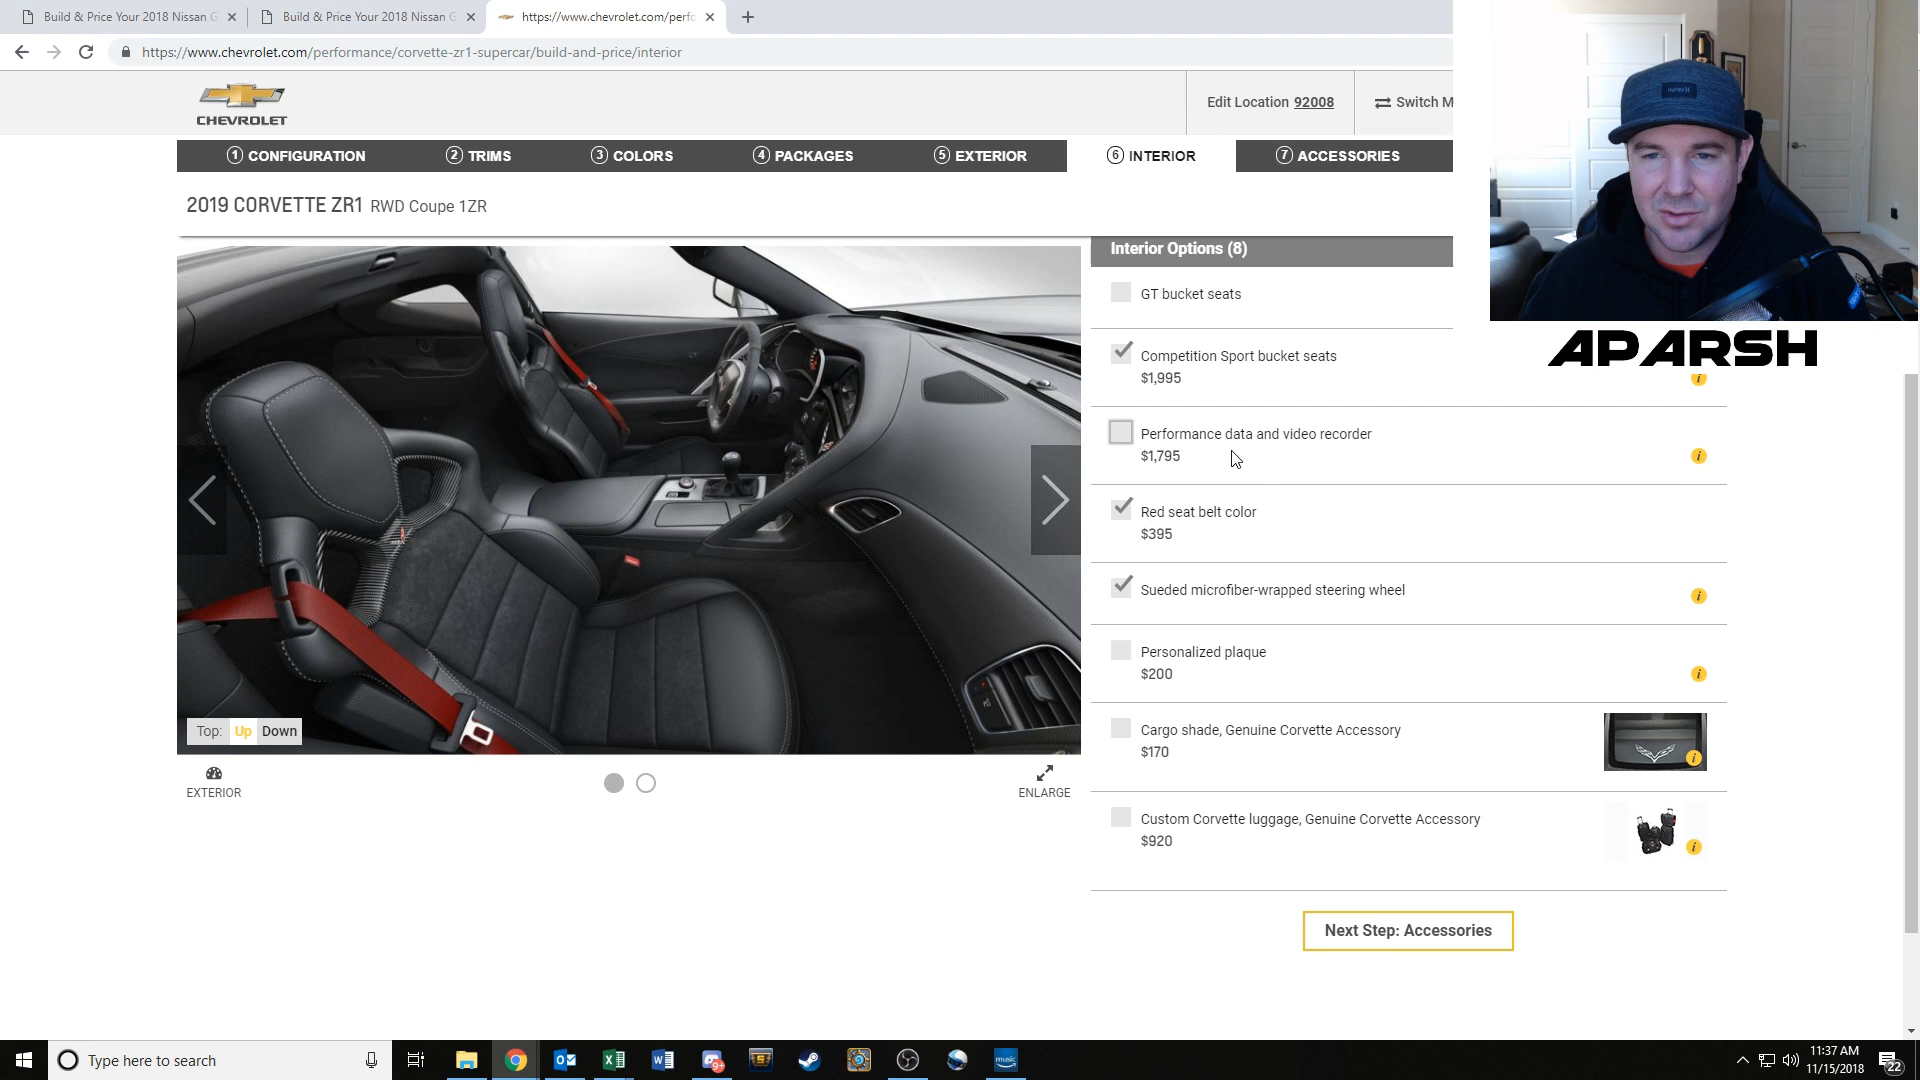 Build & Price Your 2018 Nissan G
Build & Price Your 2018 Nissan G
https://www.chevrolet.com/perfo
https://www.chevrolet.com/performance/corvette-zr1-supercar/build-and-price/interior
CHEVROLET
Edit Location 92008
Switch M
1 CONFIGURATION
2 TRIMS
3 COLORS
4 PACKAGES
5 EXTERIOR
6 INTERIOR
7 ACCESSORIES
2019 CORVETTE ZR1 RWD Coupe 1ZR
Interior Options (8)
GT bucket seats
Competition Sport bucket seats
$1,995
Performance data and video recorder
$1,795
Red seat belt color
$395
Sueded microfiber-wrapped steering wheel
Personalized plaque
$200
Cargo shade, Genuine Corvette Accessory
$170
Custom Corvette luggage, Genuine Corvette Accessory
$920
Next Step: Accessories
Top: Up Down
EXTERIOR
ENLARGE
APARSH
Type here to search
9+
music
11:37 AM
11/15/2018
22